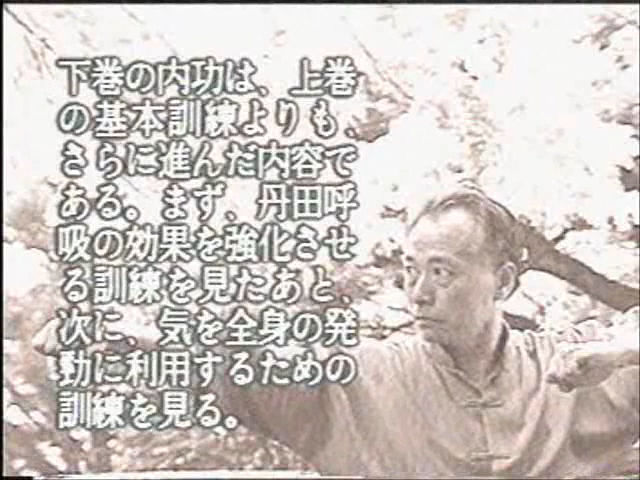 下巻の内功は、上巻
の基本訓練よりも、
さらに進んだ内容で
ある。まず、丹田呼
吸の効果を強化させ
る訓練を見たあと、
次に、気を全身の発
勁に利用するための
訓練を見る。